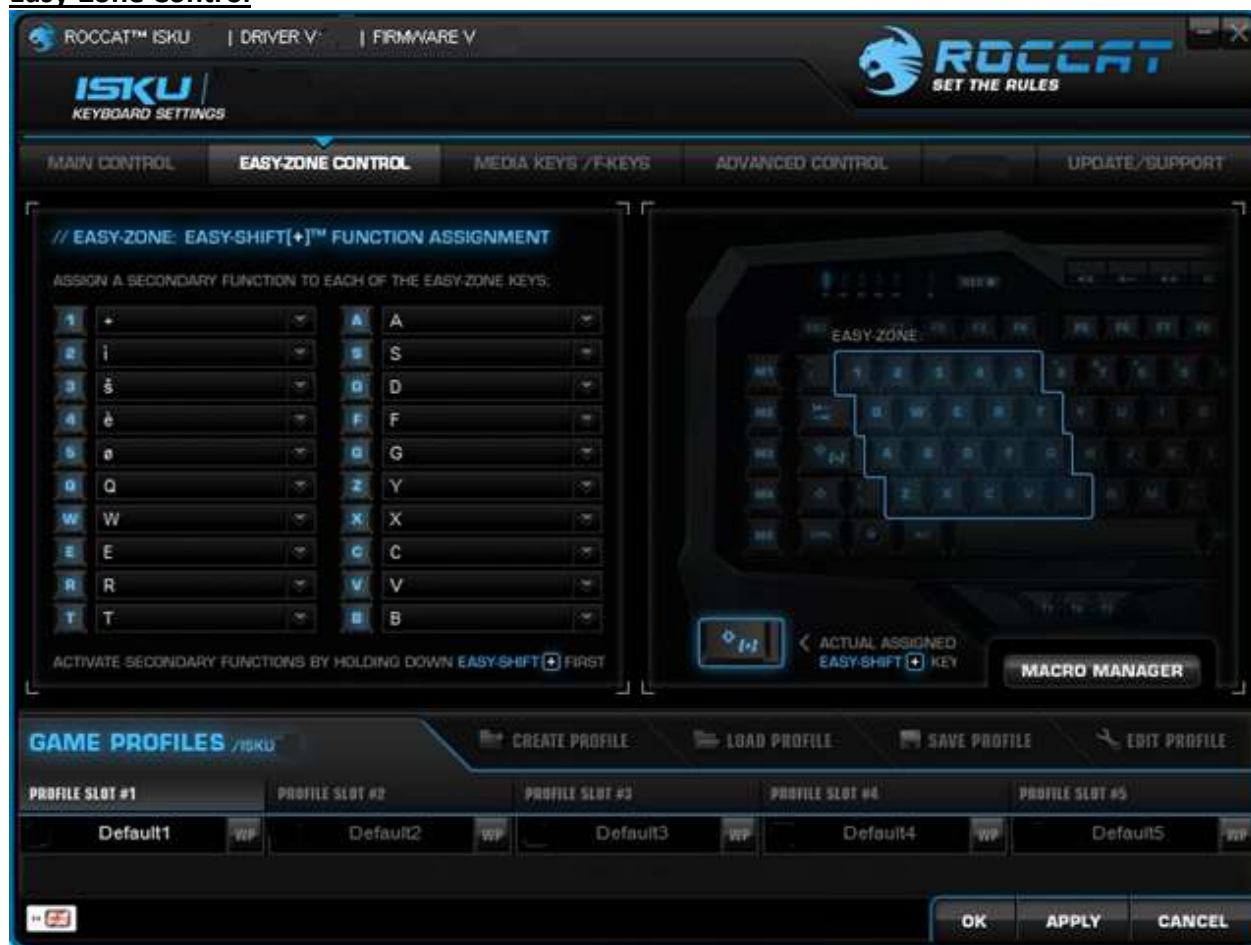 Easy-Zone Control
ROCCAT™ ISKU | DRIVER V | FIRMWARE V
ROCCAT
SET THE RULES
ISKU
KEYBOARD SETTINGS
MAIN CONTROL EASY-ZONE CONTROL MEDIA KEYS /F-KEYS ADVANCED CONTROL UPDATE/SUPPORT
// EASY-ZONE: EASY-SHIFT[+]™ FUNCTION ASSIGNMENT
ASSIGN A SECONDARY FUNCTION TO EACH OF THE EASY-ZONE KEYS:
1 + A A
2 ì S S
3 š D D
4 è F F
5 ø G G
Q Q Z Y
W W X X
E E C C
R R V V
T T B B
ACTIVATE SECONDARY FUNCTIONS BY HOLDING DOWN EASY-SHIFT[+] FIRST
EASY-ZONE:
1 2 3 4 5
Q W E R T
A S D F G
Z X C V B
< ACTUAL ASSIGNED
EASY-SHIFT[+] KEY
MACRO MANAGER
GAME PROFILES /ISKU
CREATE PROFILE LOAD PROFILE SAVE PROFILE EDIT PROFILE
PROFILE SLOT #1 PROFILE SLOT #2 PROFILE SLOT #3 PROFILE SLOT #4 PROFILE SLOT #5
Default1 WP Default2 WP Default3 WP Default4 WP Default5 WP
OK APPLY CANCEL